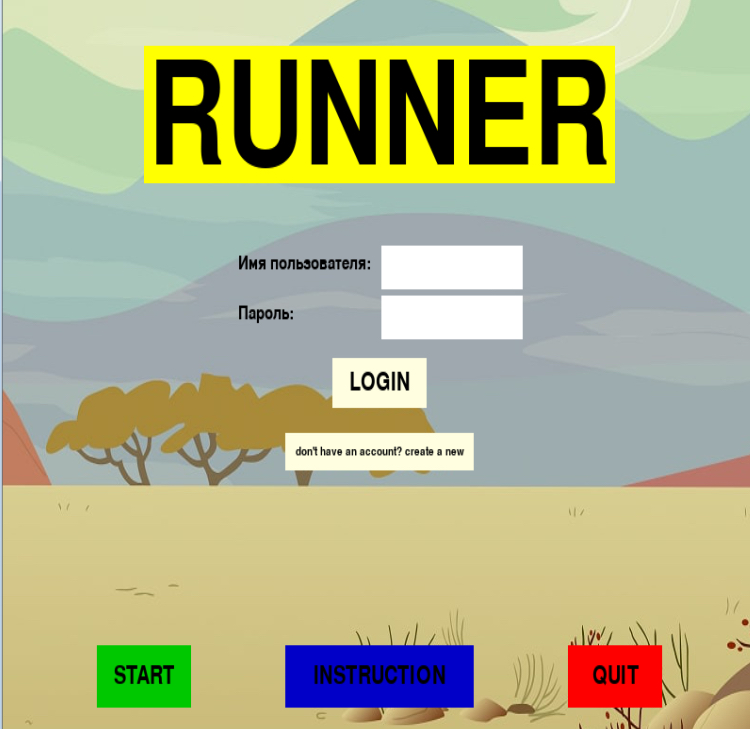 RUNNER
Имя пользователя:
Пароль:
LOGIN
don't have an account? create a new
START
INSTRUCTION
QUIT